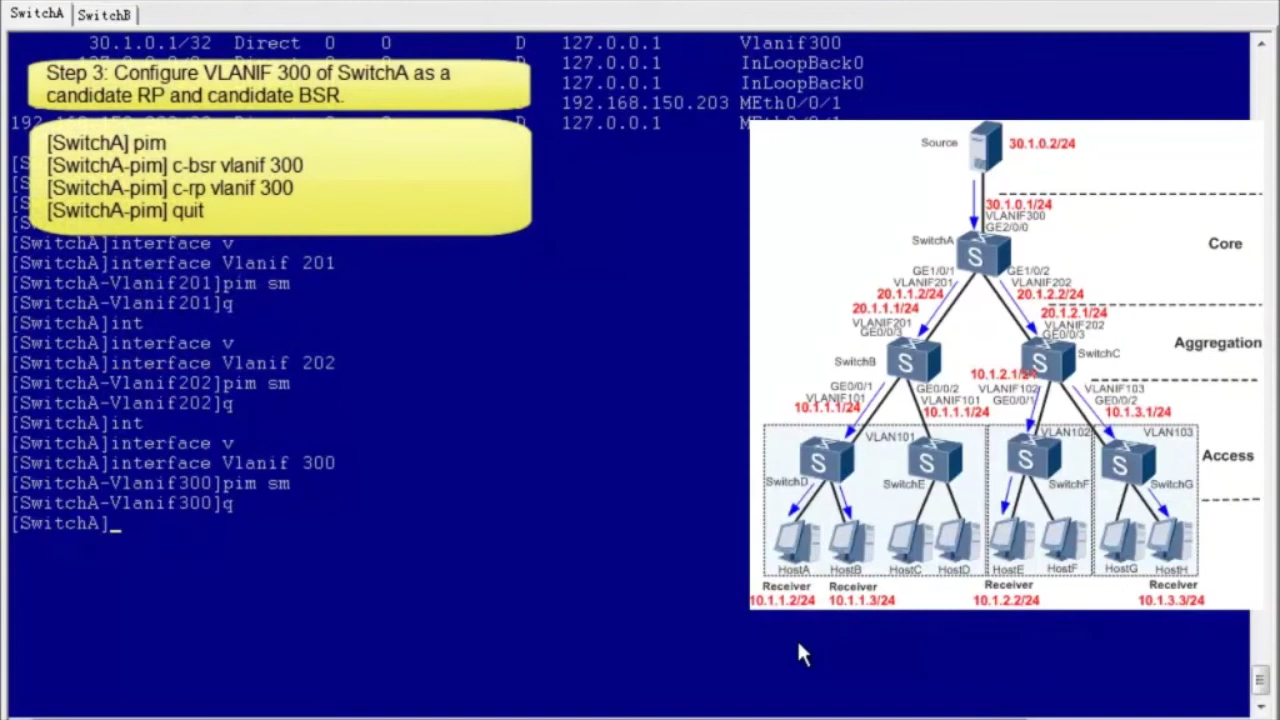 SwitchA SwitchB
30.1.0.1/32 Direct 0 0 D 127.0.0.1 Vlanif300
127.0.0.1 InLoopBack0
127.0.0.1 InLoopBack0
192.168.150.203 MEth0/0/1
D 127.0.0.1
Step 3: Configure VLANIF 300 of SwitchA as a
candidate RP and candidate BSR.
[SwitchA] pim
[SwitchA-pim] c-bsr vlanif 300
[SwitchA-pim] c-rp vlanif 300
[SwitchA-pim] quit
[SwitchA]interface v
[SwitchA]interface Vlanif 201
[SwitchA-Vlanif201]pim sm
[SwitchA-Vlanif201]q
[SwitchA]int
[SwitchA]interface v
[SwitchA]interface Vlanif 202
[SwitchA-Vlanif202]pim sm
[SwitchA-Vlanif202]q
[SwitchA]int
[SwitchA]interface v
[SwitchA]interface Vlanif 300
[SwitchA-Vlanif300]pim sm
[SwitchA-Vlanif300]q
[SwitchA]_
Source 30.1.0.2/24
30.1.0.1/24
VLANIF300
GE2/0/0
SwitchA
S
Core
GE1/0/1 GE1/0/2
VLANIF201 VLANIF202
20.1.1.2/24 20.1.2.2/24
20.1.1.1/24 20.1.2.1/24
VLANIF201 VLANIF202
GE0/0/3 GE0/0/3
Aggregation
SwitchB S S SwitchC
10.1.2.1/24
GE0/0/1 GE0/0/2 VLANIF102 VLANIF103
VLANIF101 VLANIF101 GE0/0/1 GE0/0/2
10.1.1.1/24 10.1.1.1/24 10.1.3.1/24
VLAN101 VLAN102 VLAN103
Access
S S S S
SwitchD SwitchE SwitchF SwitchG
HostA HostB HostC HostD HostE HostF HostG HostH
Receiver Receiver Receiver Receiver
10.1.1.2/24 10.1.1.3/24 10.1.2.2/24 10.1.3.3/24